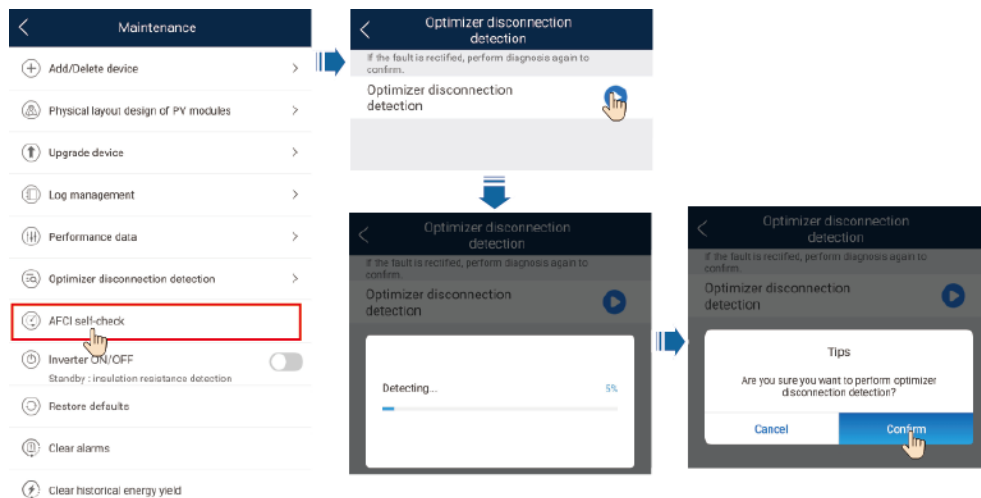 Maintenance
Add/Delete device
Physical layout design of PV modules
Upgrade device
Log management
Performance data
Optimizer disconnection detection
AFCI self-check
Inverter ON/OFF
Standby : insulation resistance detection
Restore defaults
Clear alarms
Clear historical energy yield
Optimizer disconnection
detection
If the fault is rectified, perform diagnosis again to
confirm.
Optimizer disconnection
detection
Optimizer disconnection
detection
If the fault is rectified, perform diagnosis again to
confirm.
Optimizer disconnection
detection
Detecting...
5%
Optimizer disconnection
detection
If the fault is rectified, perform diagnosis again to
confirm.
Optimizer disconnection
detection
Tips
Are you sure you want to perform optimizer
disconnection detection?
Cancel
Confirm